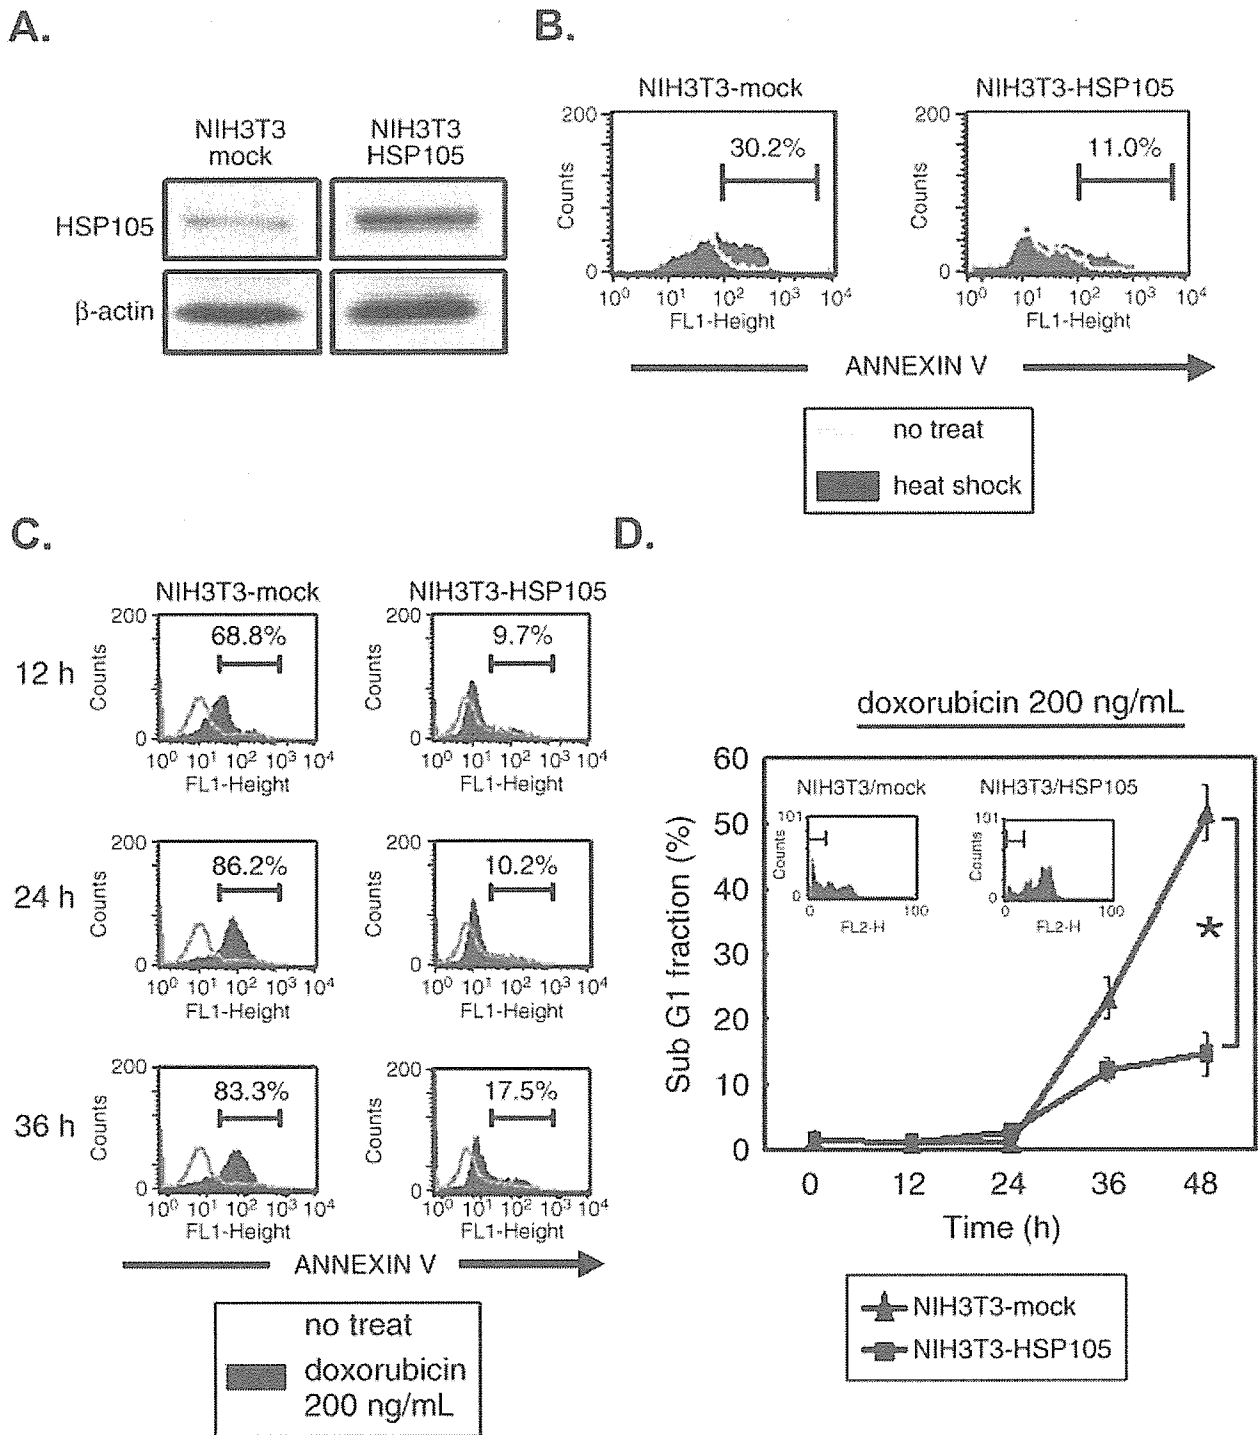 A.
NIH3T3 mock
NIH3T3 HSP105
HSP105
β-actin
B.
NIH3T3-mock
200
Counts
0
30.2%
10⁰ 10¹ 10² 10³ 10⁴
FL1-Height
NIH3T3-HSP105
200
Counts
0
11.0%
10⁰ 10¹ 10² 10³ 10⁴
FL1-Height
ANNEXIN V
no treat
heat shock
C.
NIH3T3-mock
NIH3T3-HSP105
12 h
200
Counts
0
68.8%
10⁰ 10¹ 10² 10³ 10⁴
FL1-Height
200
Counts
0
9.7%
10⁰ 10¹ 10² 10³ 10⁴
FL1-Height
24 h
200
Counts
0
86.2%
10⁰ 10¹ 10² 10³ 10⁴
FL1-Height
200
Counts
0
10.2%
10⁰ 10¹ 10² 10³ 10⁴
FL1-Height
36 h
200
Counts
0
83.3%
10⁰ 10¹ 10² 10³ 10⁴
FL1-Height
200
Counts
0
17.5%
10⁰ 10¹ 10² 10³ 10⁴
FL1-Height
ANNEXIN V
no treat
doxorubicin
200 ng/mL
D.
doxorubicin 200 ng/mL
Sub G1 fraction (%)
60
50
40
30
20
10
0
NIH3T3/mock
101
Counts
0
0 100
FL2-H
NIH3T3/HSP105
101
Counts
0
0 100
FL2-H
*
0 12 24 36 48
Time (h)
NIH3T3-mock
NIH3T3-HSP105